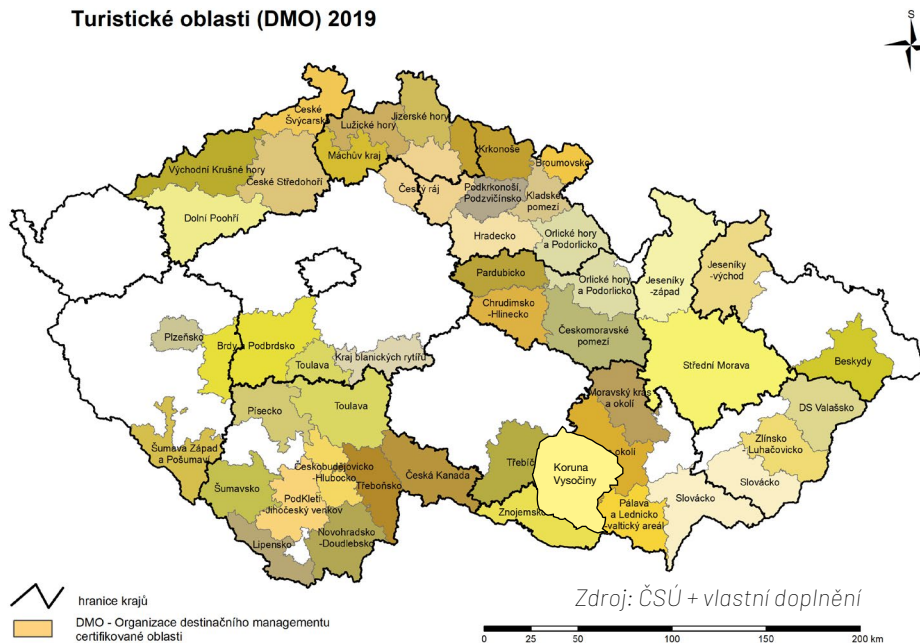 Turistické oblasti (DMO) 2019
S
České
Švýcarsk
Lužické hory
Jizerské hory
Východní Krušné hory
České Středohoří
Máchův kraj
Krkonoše
Broumovsko
Český ráj
Podkrkonoší,
Podzvičínsko
Kladské
pomezí
Dolní Poohří
Hradecko
Orlické hory
a Podorlicko
Jeseníky
-západ
Jeseníky
-východ
Pardubicko
Orlické hory
a Podorlicko
Chrudimsko
-Hlinecko
Českomoravské
pomezí
Plzeňsko
Brdy
Podbrdsko
Toulava
Kraj blanických rytířů
Střední Morava
Beskydy
Písecko
Toulava
Moravský kras
a okolí
DS Valašsko
Šumava Západ
a Pošumaví
Českobudějovicko
-Hlubocko
Třebíč
okolí
Zlínsko
-Luhačovicko
Šumavsko
Třeboňsko
Česká Kanada
Koruna
Vysočiny
Slovácko
Slovácko
PodKletí
-Jihočeský venkov
Znojemsko
Pálava
a Lednicko
-valtický areál
Lipensko
Novohradsko
-Doudlebsko
hranice krajů
DMO - Organizace destinačního managementu
certifikované oblasti
Zdroj: ČSÚ + vlastní doplnění
0 25 50 100 150 200 km